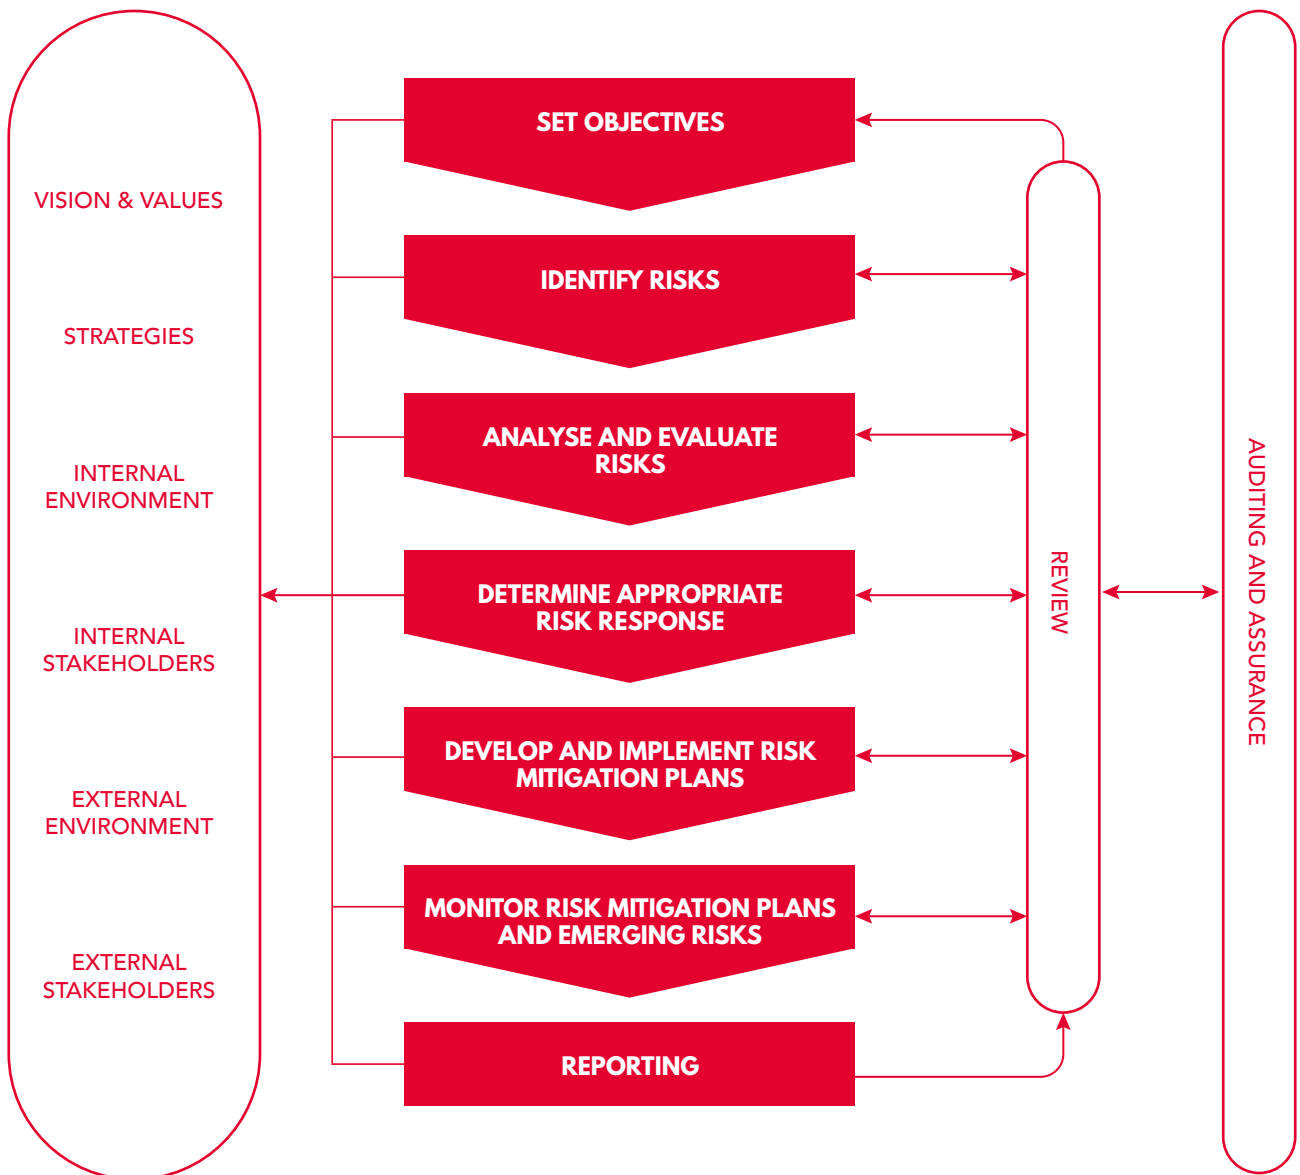 VISION & VALUES
STRATEGIES
INTERNAL
ENVIRONMENT
INTERNAL
STAKEHOLDERS
EXTERNAL
ENVIRONMENT
EXTERNAL
STAKEHOLDERS
SET OBJECTIVES
IDENTIFY RISKS
ANALYSE AND EVALUATE
RISKS
DETERMINE APPROPRIATE
RISK RESPONSE
DEVELOP AND IMPLEMENT RISK
MITIGATION PLANS
MONITOR RISK MITIGATION PLANS
AND EMERGING RISKS
REPORTING
REVIEW
AUDITING AND ASSURANCE